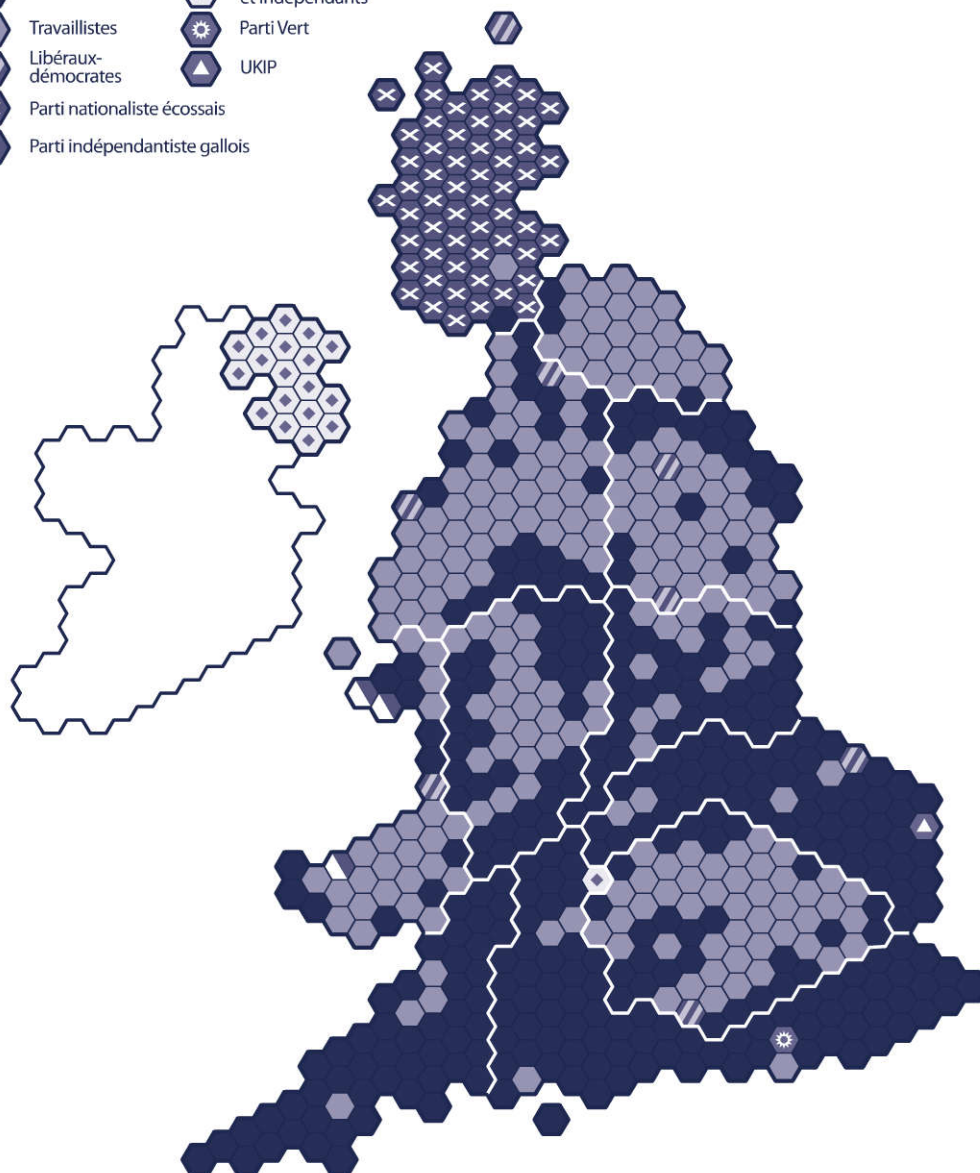 et indépendants
Travaillistes
Parti Vert
Libéraux-
démocrates
UKIP
Parti nationaliste écossais
Parti indépendantiste gallois